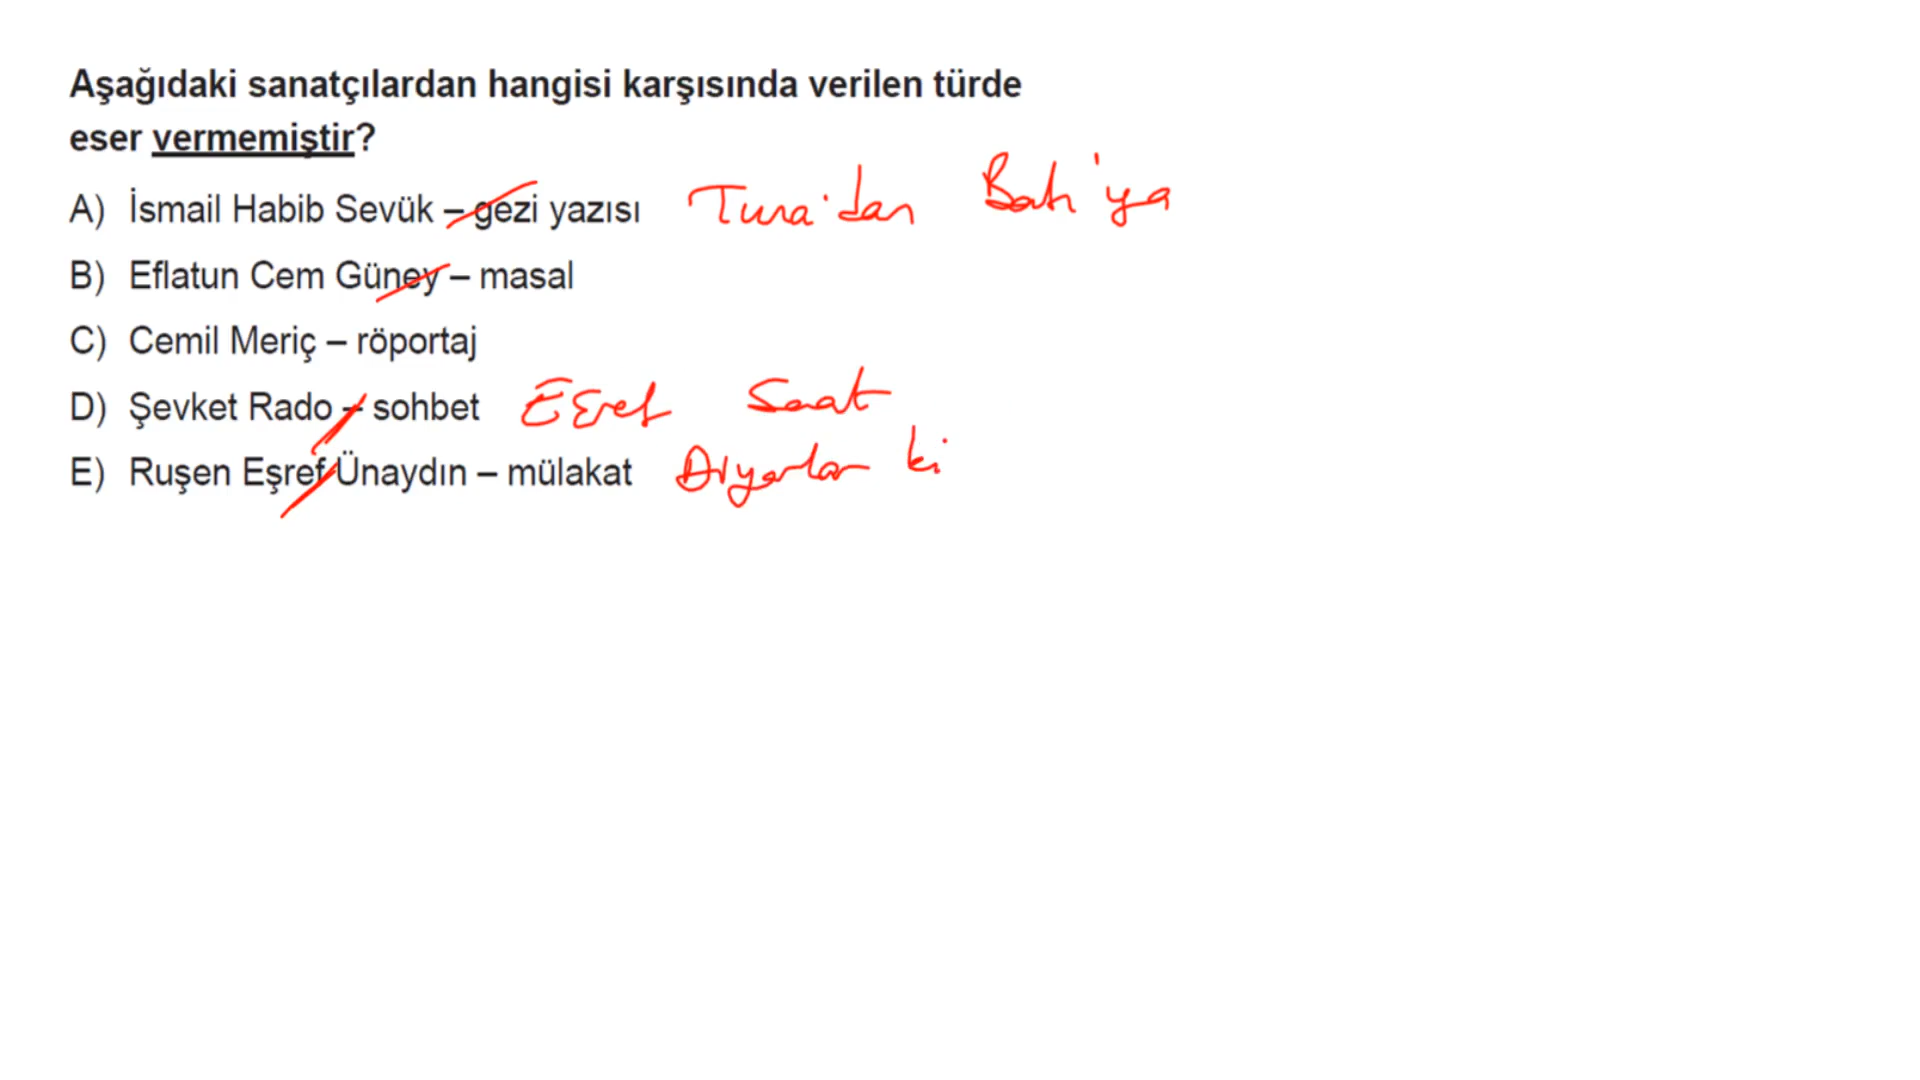 Aşağıdaki sanatçılardan hangisi karşısında verilen türde
eser vermemiştir?
A) İsmail Habib Sevük – gezi yazısı Tuna'dan Batı'ya
B) Eflatun Cem Güney – masal
C) Cemil Meriç – röportaj
D) Şevket Rado – sohbet Eşref Saat
E) Ruşen Eşref Ünaydın – mülakat Diyorlar ki